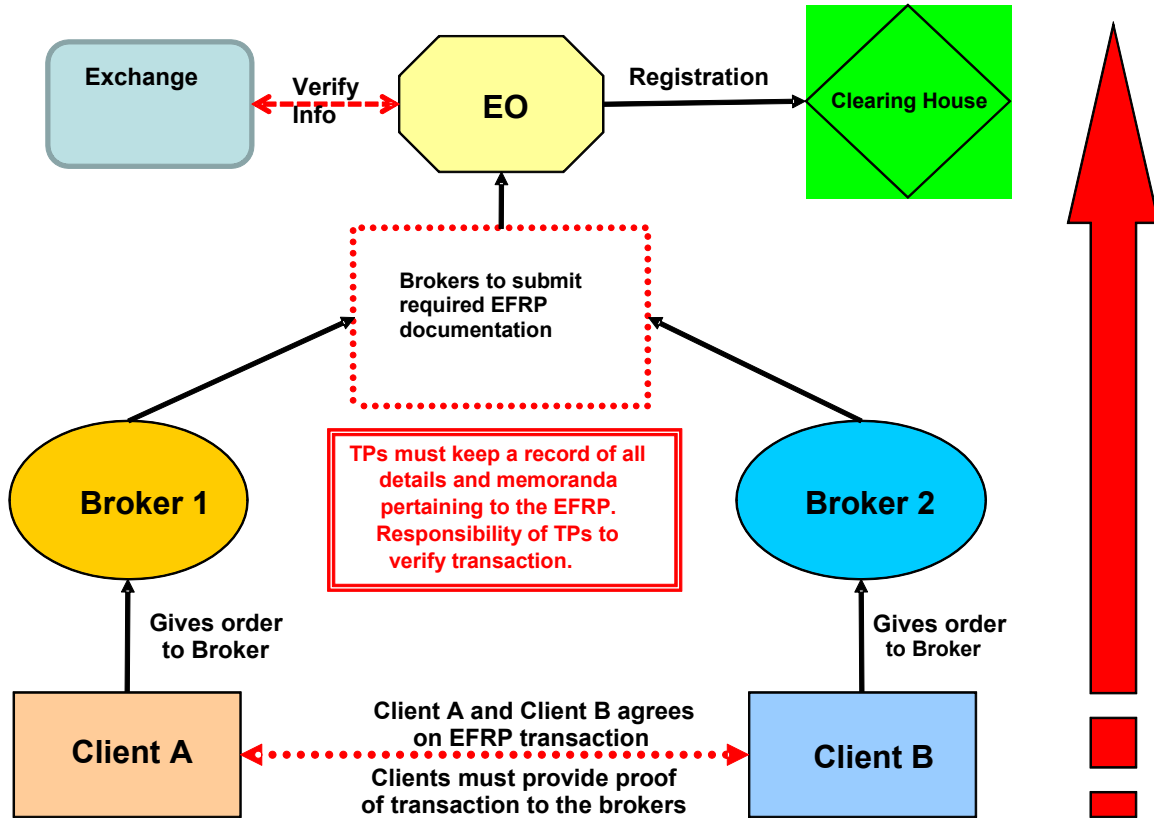 Exchange
Verify
Info
EO
Registration
Clearing House
Brokers to submit
required EFRP
documentation
TPs must keep a record of all
details and memoranda
pertaining to the EFRP.
Responsibility of TPs to
verify transaction.
Broker 1
Broker 2
Gives order
to Broker
Gives order
to Broker
Client A
Client A and Client B agrees
on EFRP transaction
Clients must provide proof
of transaction to the brokers
Client B